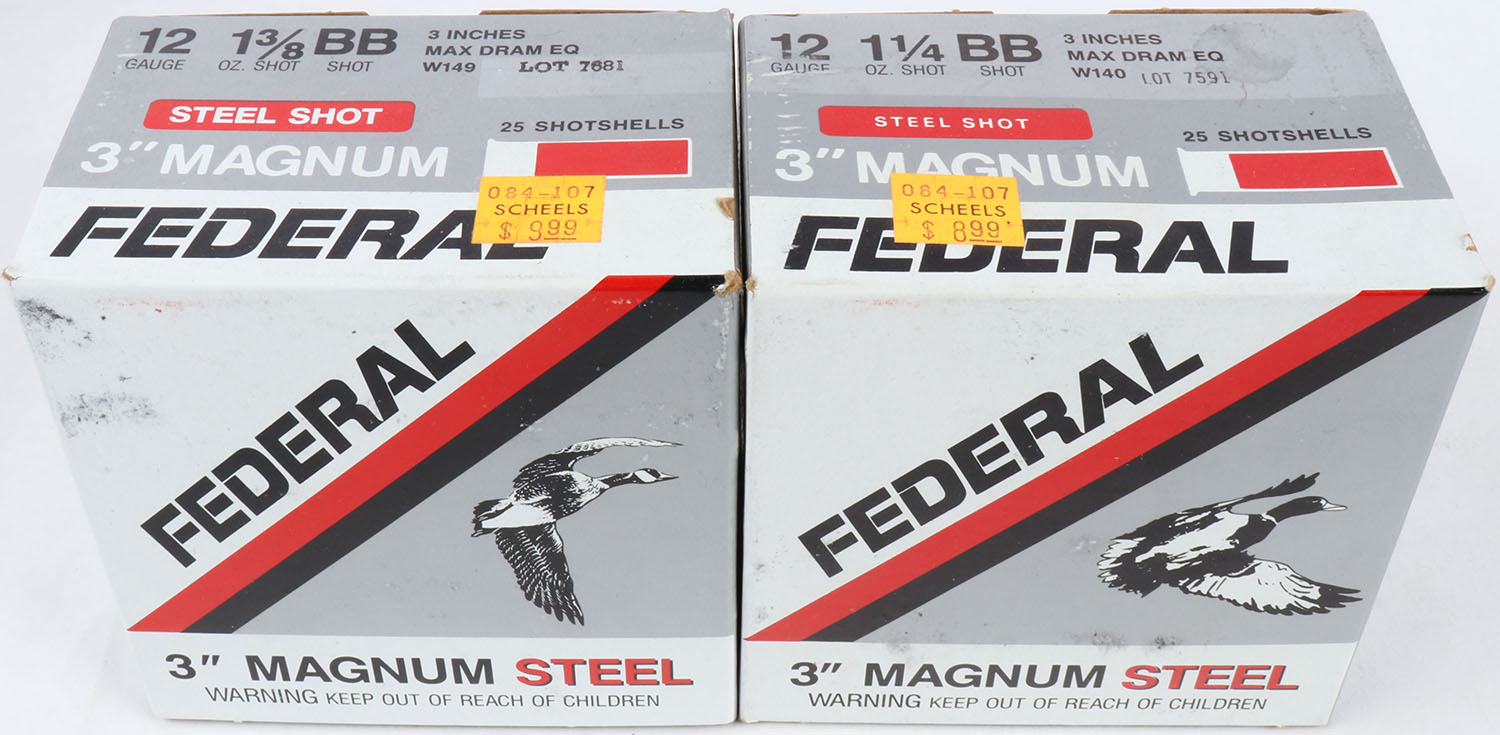 12 1⅜ BB 3 INCHES
GAUGE OZ. SHOT SHOT MAX DRAM EQ
W149 LOT 7681
STEEL SHOT
25 SHOTSHELLS
3" MAGNUM
084-107
SCHEELS
$ 9.99
FEDERAL
FEDERAL
3" MAGNUM STEEL
WARNING KEEP OUT OF REACH OF CHILDREN
12 1¼ BB 3 INCHES
GAUGE OZ. SHOT SHOT MAX DRAM EQ
W140 LOT 7591
STEEL SHOT
25 SHOTSHELLS
3" MAGNUM
084-107
SCHEELS
$ 8.99
FEDERAL
FEDERAL
3" MAGNUM STEEL
WARNING KEEP OUT OF REACH OF CHILDREN